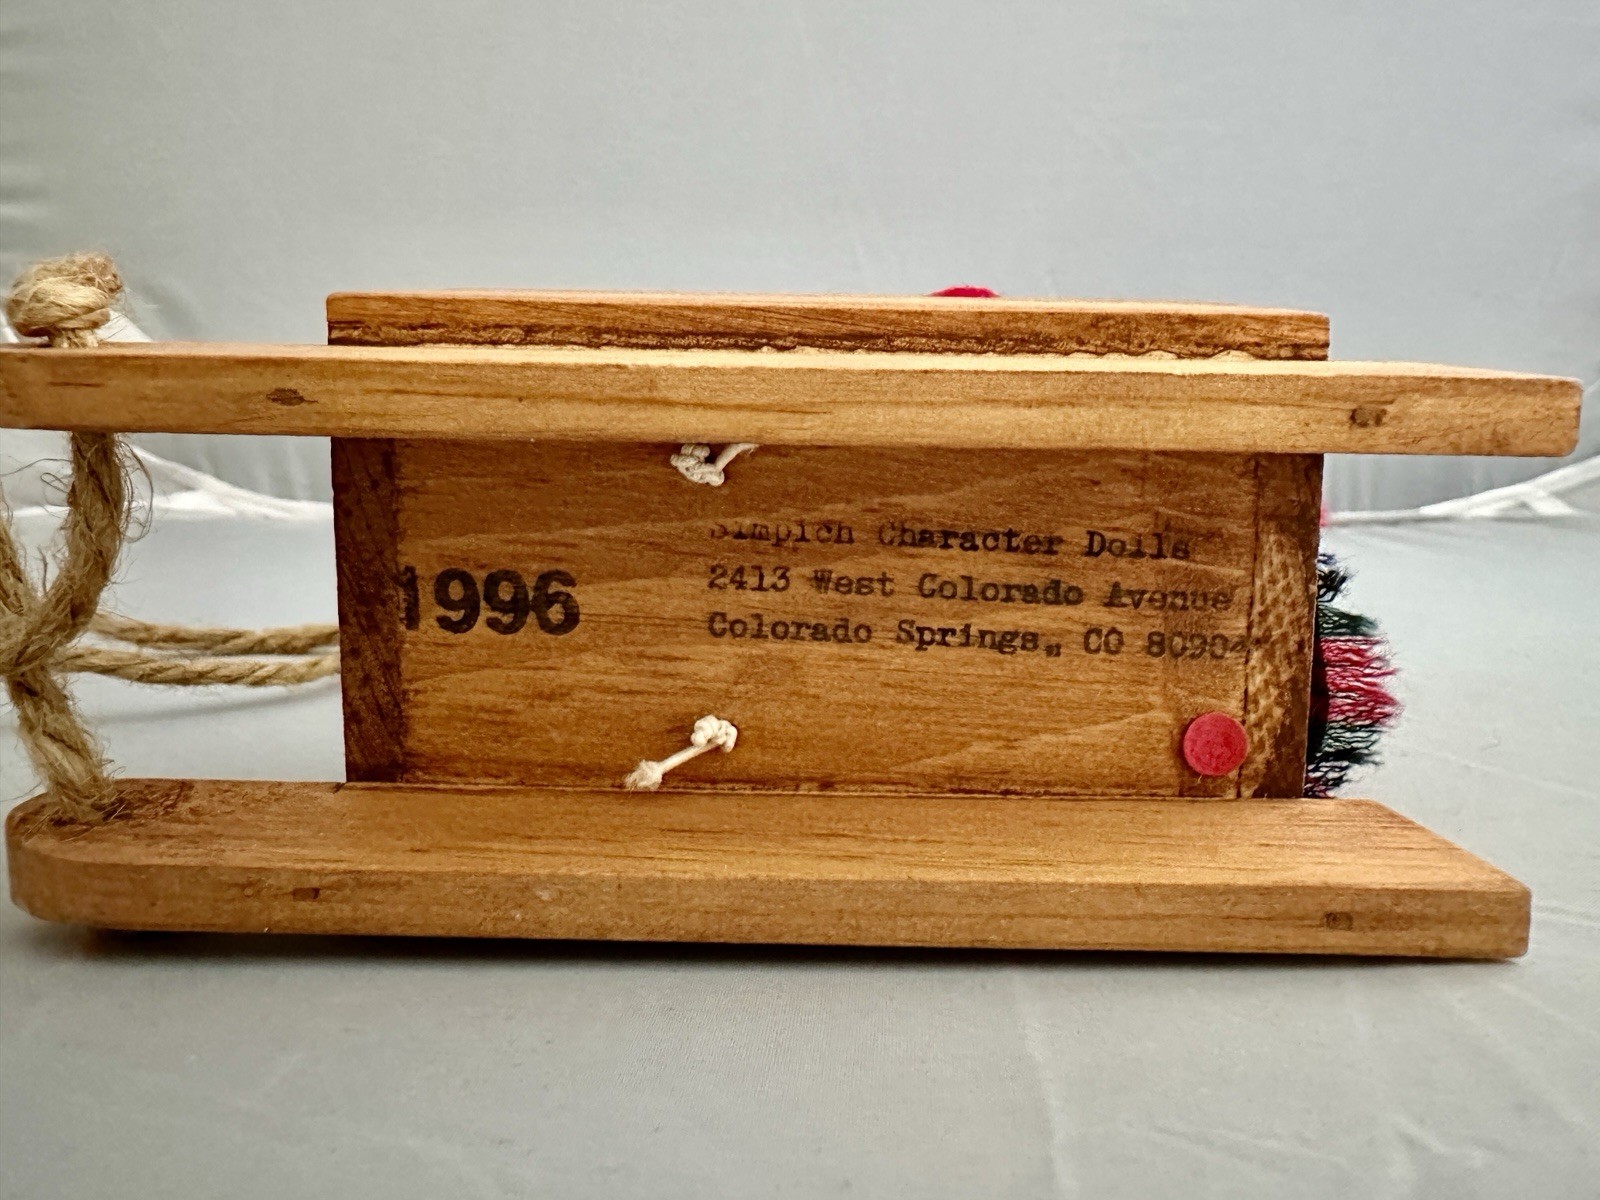 1996
Simpich Character Dolls
2413 West Colorado Avenue
Colorado Springs, CO 80904